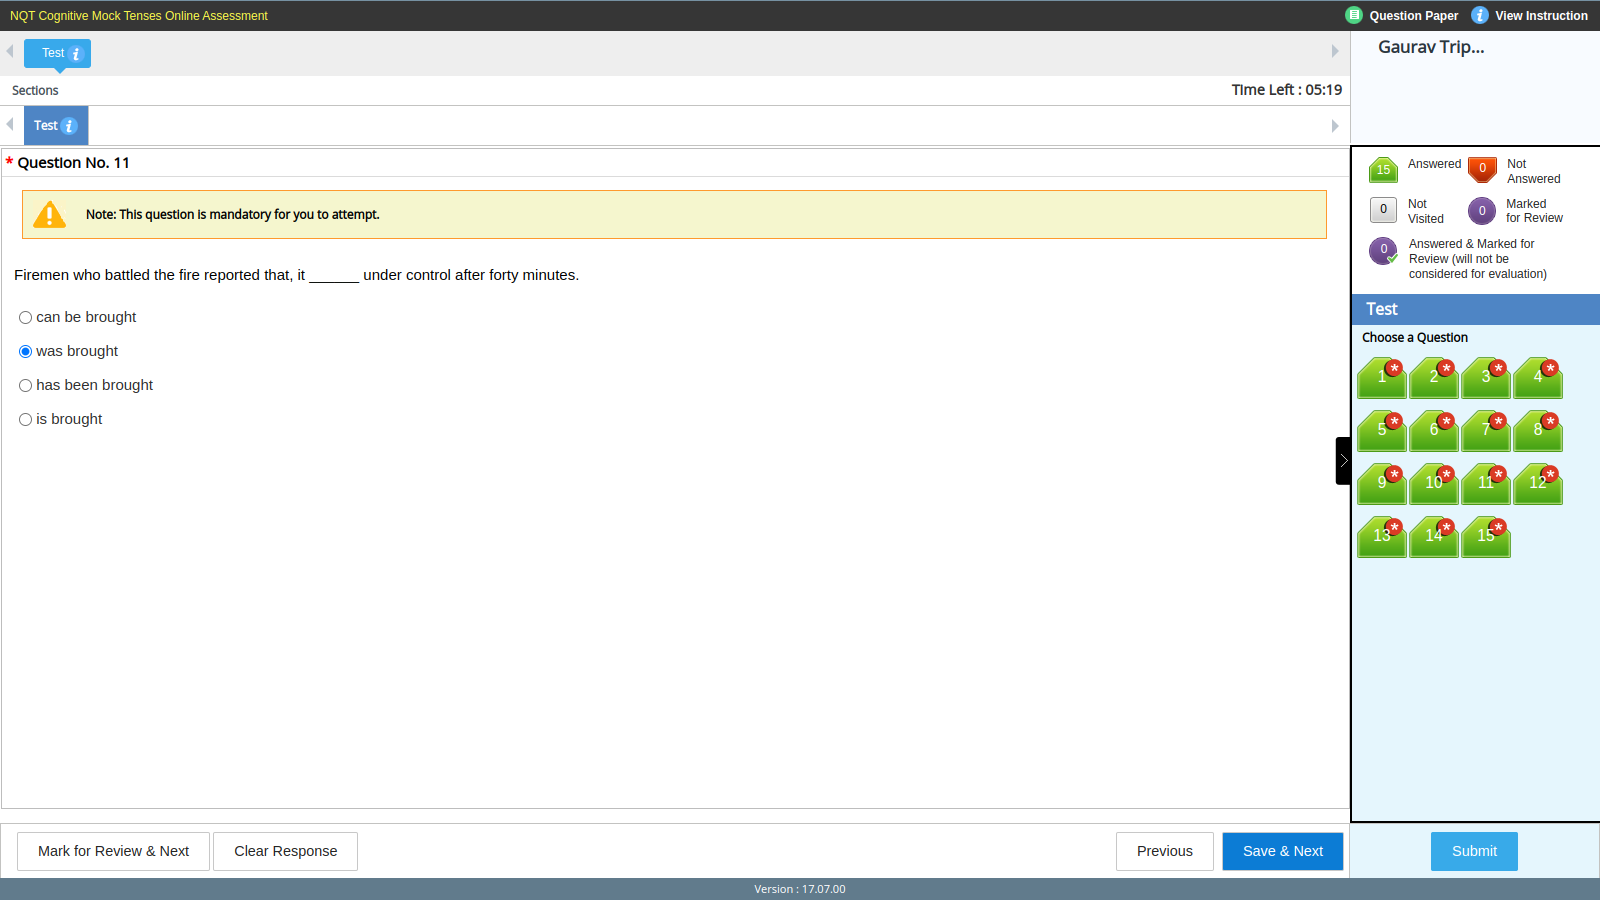 NQT Cognitive Mock Tenses Online Assessment
Question Paper
View Instruction
Test
Gaurav Trip...
Sections
Time Left : 05:19
Test
* Question No. 11
Note: This question is mandatory for you to attempt.
Firemen who battled the fire reported that, it ______ under control after forty minutes.
can be brought
was brought
has been brought
is brought
15 Answered
0 Not
Answered
0 Not
Visited
0 Marked
for Review
0 Answered & Marked for
Review (will not be
considered for evaluation)
Test
Choose a Question
1* 2* 3* 4*
5* 6* 7* 8*
9* 10* 11* 12*
13* 14* 15*
Mark for Review & Next
Clear Response
Previous
Save & Next
Submit
Version : 17.07.00